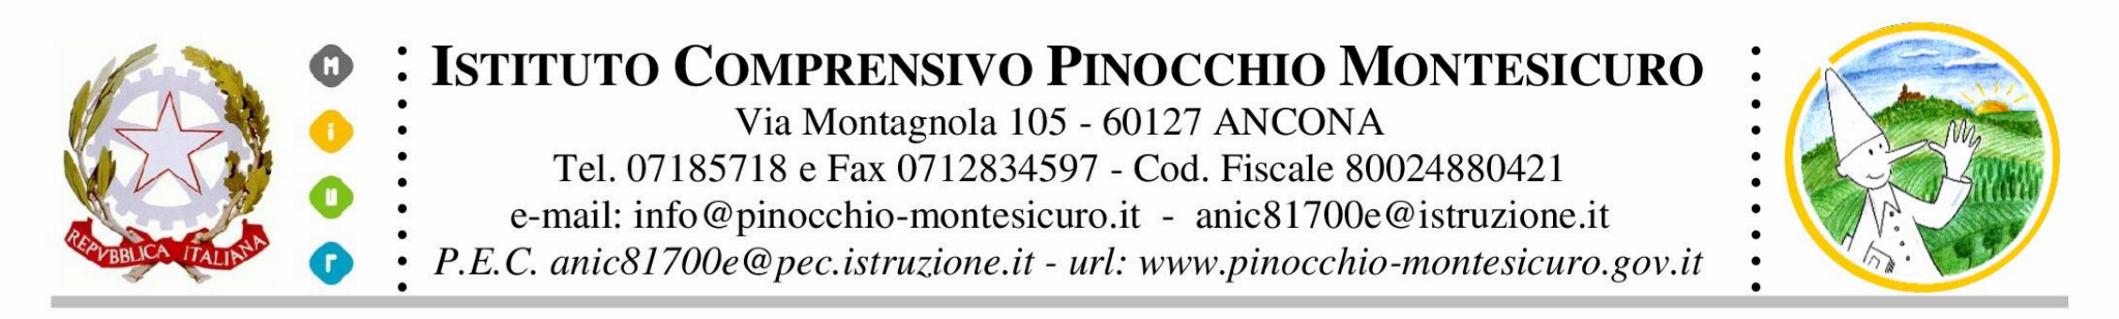 M
i
u
r
REPVBBLICA ITALIANA
ISTITUTO COMPRENSIVO PINOCCHIO MONTESICURO
Via Montagnola 105 - 60127 ANCONA
Tel. 07185718 e Fax 0712834597 - Cod. Fiscale 80024880421
e-mail: info@pinocchio-montesicuro.it - anic81700e@istruzione.it
P.E.C. anic81700e@pec.istruzione.it - url: www.pinocchio-montesicuro.gov.it